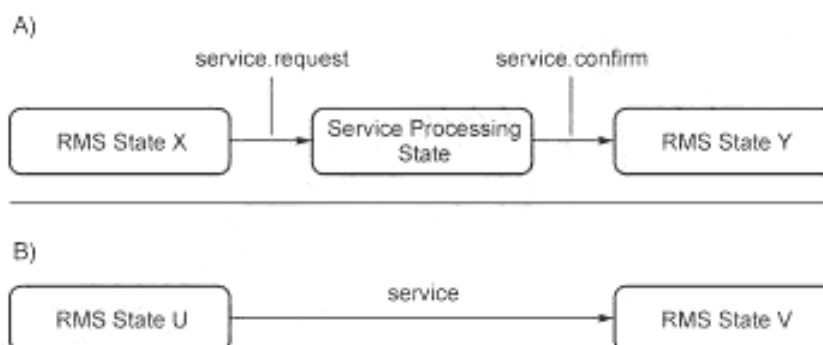 A)
service.request
service.confirm
RMS State X
Service Processing
State
RMS State Y
B)
service
RMS State U
RMS State V